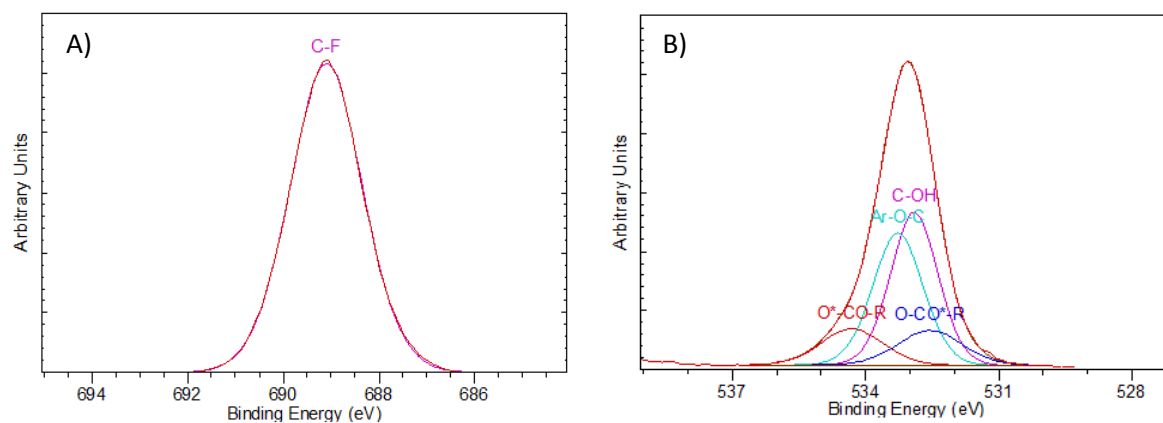 A)
C-F
Arbitrary Units
694
692
690
689
688
686
Binding Energy (eV)
B)
C-OH
Ar-O-C
O*-CO-R
O-CO*-R
Arbitrary Units
537
534
531
528
Binding Energy (eV)